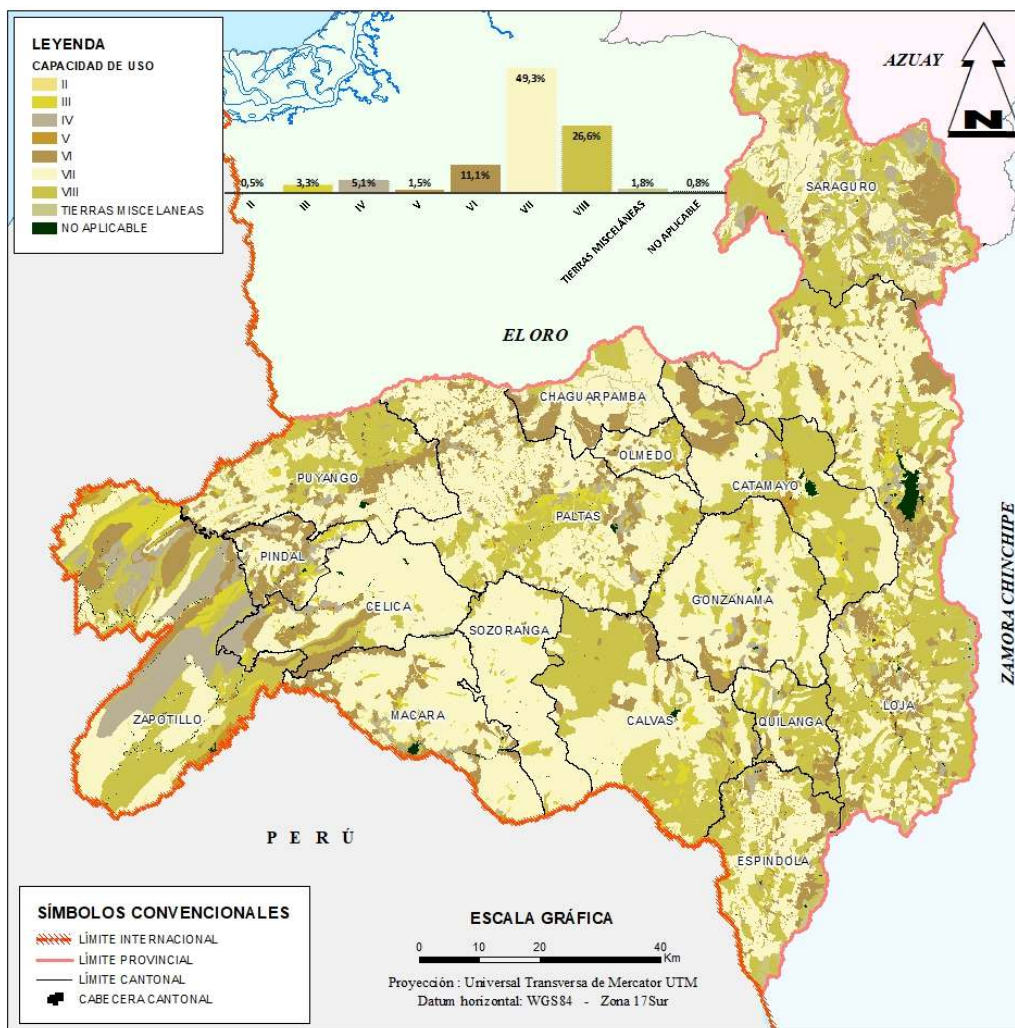 LEYENDA
CAPACIDAD DE USO
II
III
IV
V
VI
VII
VIII
TIERRAS MISCELANEAS
NO APLICABLE
0,5%
3,3%
5,1%
1,5%
11,1%
49,3%
26,6%
1,8%
0,8%
II
III
IV
V
VI
VII
VIII
TIERRAS MISCELÁNEAS
NO APLICABLE
AZUAY
N
SARAGURO
EL ORO
CHAGUARPAMBA
OLMEDO
PUYANGO
CATAMAYO
PALTAS
PINDAL
CELICA
GONZANAMA
SOZORANGA
ZAMORA CHINCHIPE
ZAPOTILLO
MACARA
CALVAS
QUILANGA
LOJA
PERÚ
ESPINDOLA
SÍMBOLOS CONVENCIONALES
LÍMITE INTERNACIONAL
LÍMITE PROVINCIAL
LÍMITE CANTONAL
CABECERA CANTONAL
ESCALA GRÁFICA
0 10 20 40
Km
Proyección : Universal Transversa de Mercator UTM
Datum horizontal: WGS84 - Zona 17Sur